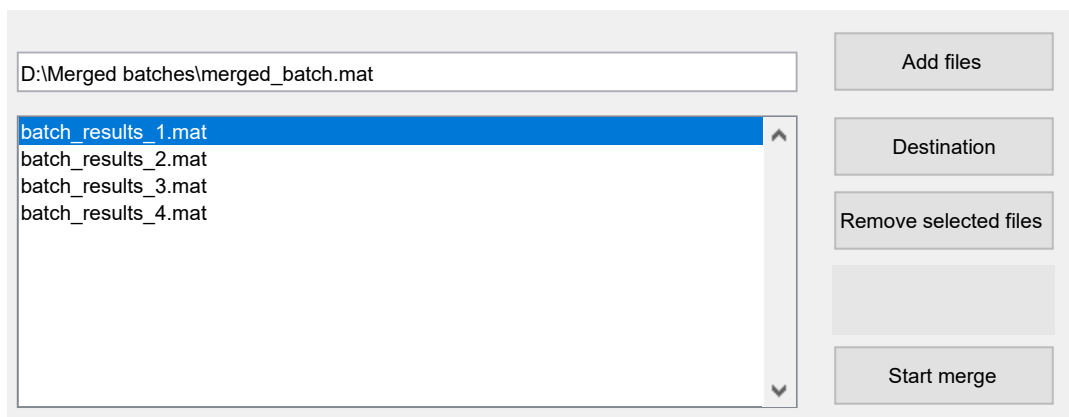 D:\Merged batches\merged_batch.mat
Add files
batch_results_1.mat
batch_results_2.mat
batch_results_3.mat
batch_results_4.mat
Destination
Remove selected files
Start merge